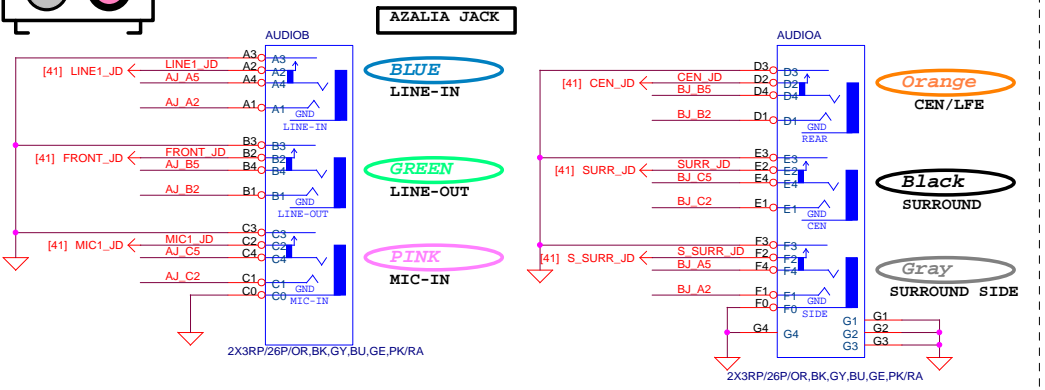 AZALIA JACK
AUDIOB
A3 A3
[41] LINE1_JD LINE1_JD A2 A2
AJ_A5 A4 A4
AJ_A2 A1 A1
GND
LINE-IN
BLUE
LINE-IN
B3 B3
[41] FRONT_JD FRONT_JD B2 B2
AJ_B5 B4 B4
AJ_B2 B1 B1
GND
LINE-OUT
GREEN
LINE-OUT
C3 C3
[41] MIC1_JD MIC1_JD C2 C2
AJ_C5 C4 C4
AJ_C2 C1 C1
GND
C0 C0 MIC-IN
PINK
MIC-IN
2X3RP/26P/OR,BK,GY,BU,GE,PK/RA
AUDIOA
D3 D3
[41] CEN_JD CEN_JD D2 D2
BJ_B5 D4 D4
BJ_B2 D1 D1
GND
REAR
Orange
CEN/LFE
E3 E3
[41] SURR_JD SURR_JD E2 E2
BJ_C5 E4 E4
BJ_C2 E1 E1
GND
CEN
Black
SURROUND
F3 F3
[41] S_SURR_JD S_SURR_JD F2 F2
BJ_A5 F4 F4
BJ_A2 F1 F1
GND
F0 F0 SIDE
Gray
SURROUND SIDE
G4 G4
G1 G1
G2 G2
G3 G3
2X3RP/26P/OR,BK,GY,BU,GE,PK/RA